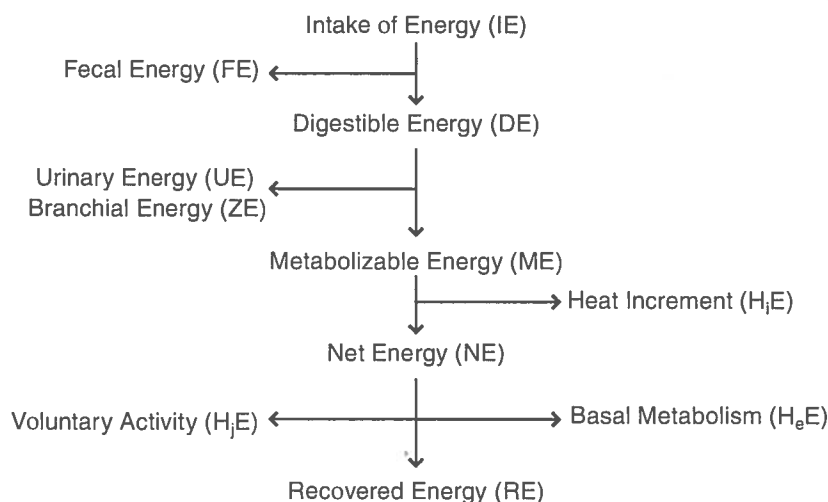 Intake of Energy (IE)
Fecal Energy (FE)
Digestible Energy (DE)
Urinary Energy (UE)
Branchial Energy (ZE)
Metabolizable Energy (ME)
Heat Increment (HᵢE)
Net Energy (NE)
Voluntary Activity (HⱼE)
Basal Metabolism (HₑE)
Recovered Energy (RE)